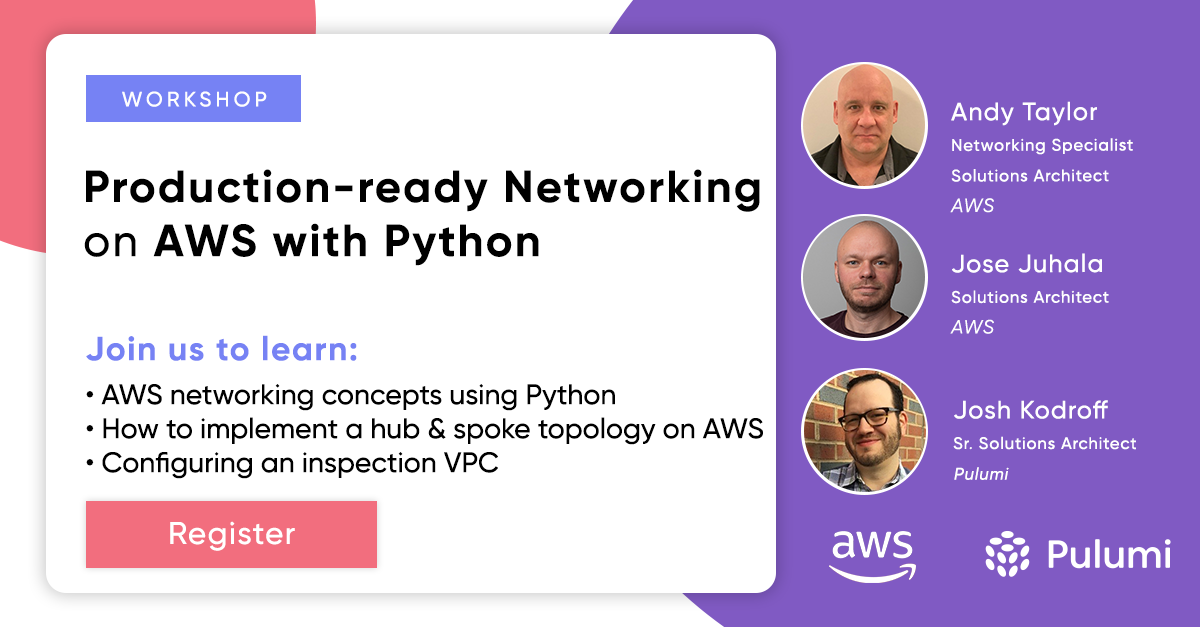 WORKSHOP
Production-ready Networking
on AWS with Python
Join us to learn:
• AWS networking concepts using Python
• How to implement a hub & spoke topology on AWS
• Configuring an inspection VPC
Register
Andy Taylor
Networking Specialist
Solutions Architect
AWS
Jose Juhala
Solutions Architect
AWS
Josh Kodroff
Sr. Solutions Architect
Pulumi
aws
Pulumi